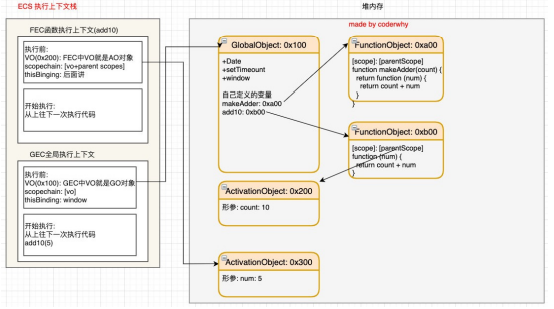 ECS 执行上下文栈
FEC函数执行上下文(add10)
执行前:
VO(0x200): FEC中VO就是AO对象
scopechain: [vo+parent scopes]
thisBinging: 后面讲
开始执行:
从上往下一次执行代码
GEC全局执行上下文
执行前:
VO(0x100): GEC中VO就是GO对象
scopechain: [vo]
thisBinding: window
开始执行:
从上往下一次执行代码
add10(5)
堆内存
made by coderwhy
GlobalObject: 0x100
+Date
+setTimeount
+window
自己定义的变量
makeAdder: 0xa00
add10: 0xb00
FunctionObject: 0xa00
[scope]: [parentScope]
function makeAdder(count) {
return function (num) {
return count + num
}
}
FunctionObject: 0xb00
[scope]: [parentScope]
function (num) {
return count + num
}
ActivationObject: 0x200
形参: count: 10
ActivationObject: 0x300
形参: num: 5